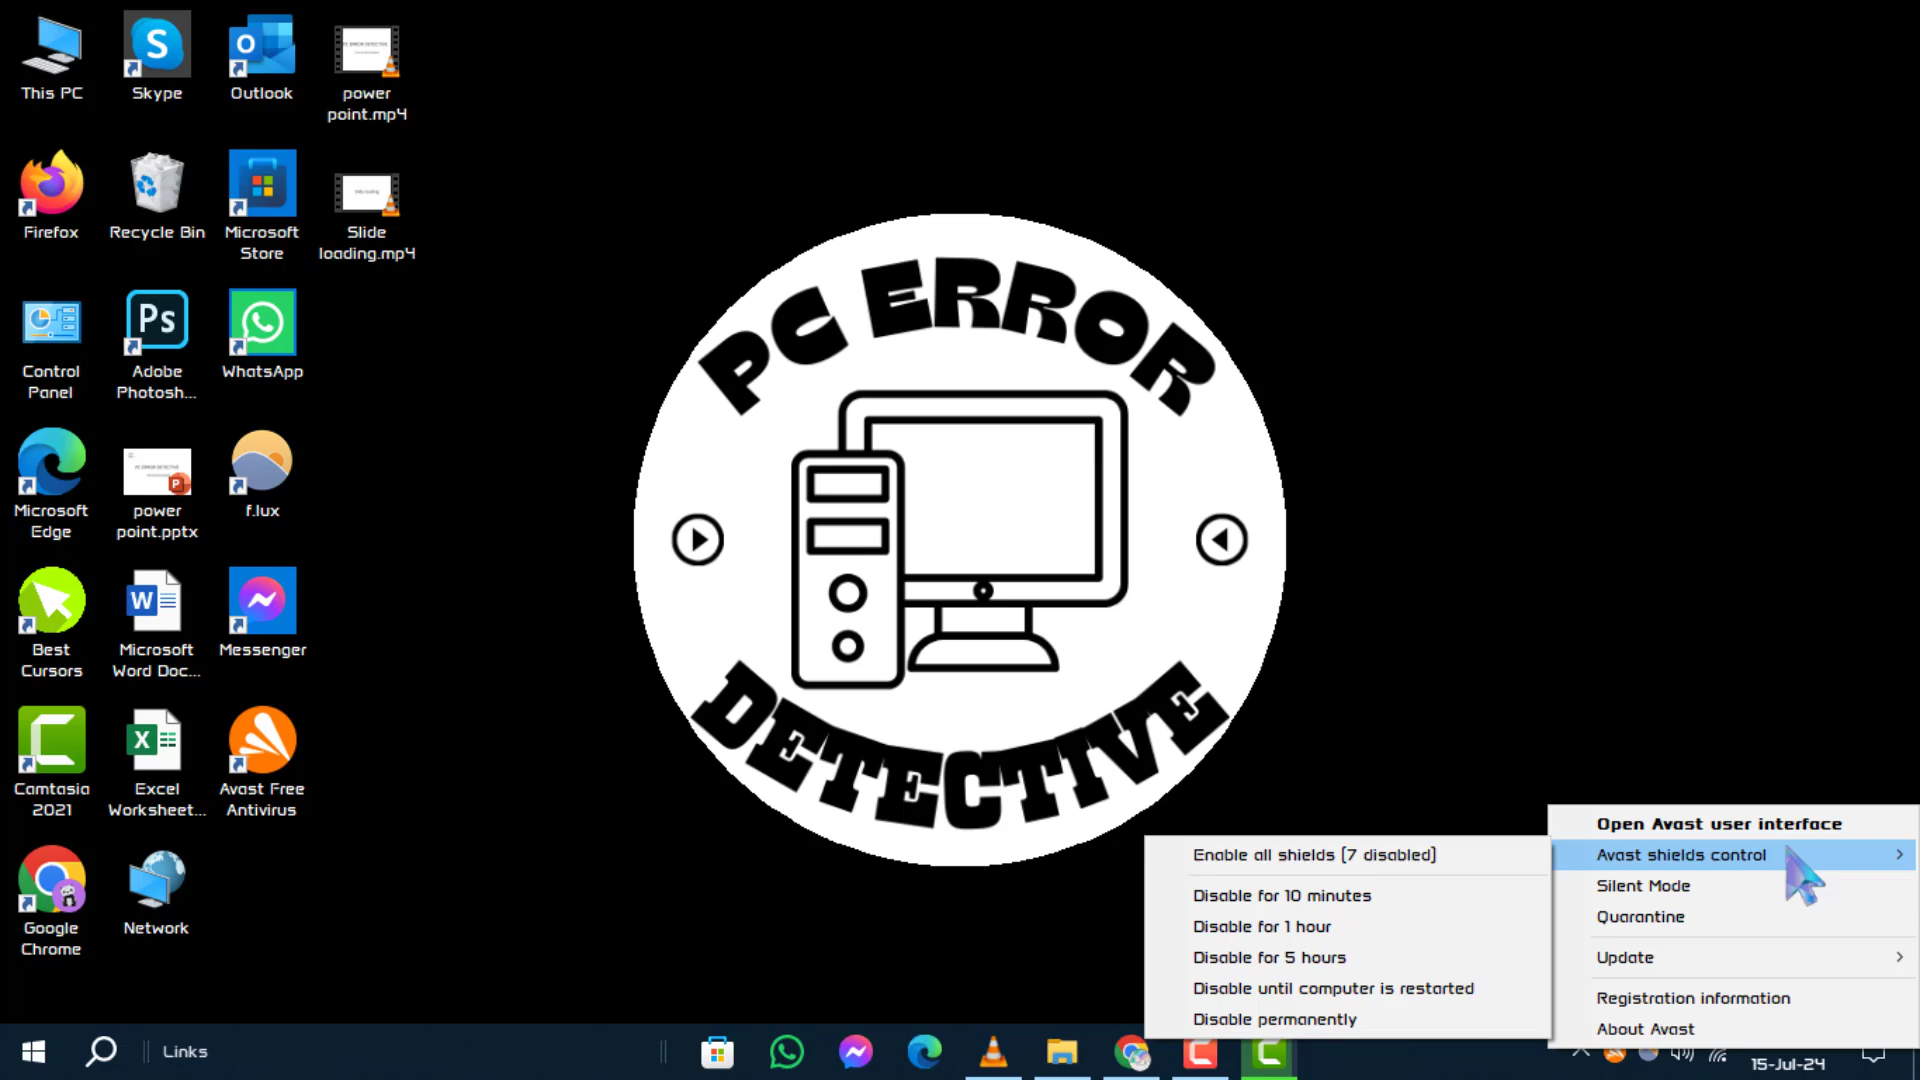 This PC
Skype
Outlook
power
point.mp4
Firefox
Recycle Bin
Microsoft
Store
Slide
loading.mp4
Control
Panel
Adobe
Photosh...
WhatsApp
Microsoft
Edge
power
point.pptx
f.lux
Best
Cursors
Microsoft
Word Doc...
Messenger
Camtasia
2021
Excel
Worksheet...
Avast Free
Antivirus
Google
Chrome
Network
PC ERROR
DETECTIVE
Open Avast user interface
Avast shields control
Silent Mode
Quarantine
Update
Registration information
About Avast
Enable all shields (7 disabled)
Disable for 10 minutes
Disable for 1 hour
Disable for 5 hours
Disable until computer is restarted
Disable permanently
Links
15-Jul-24